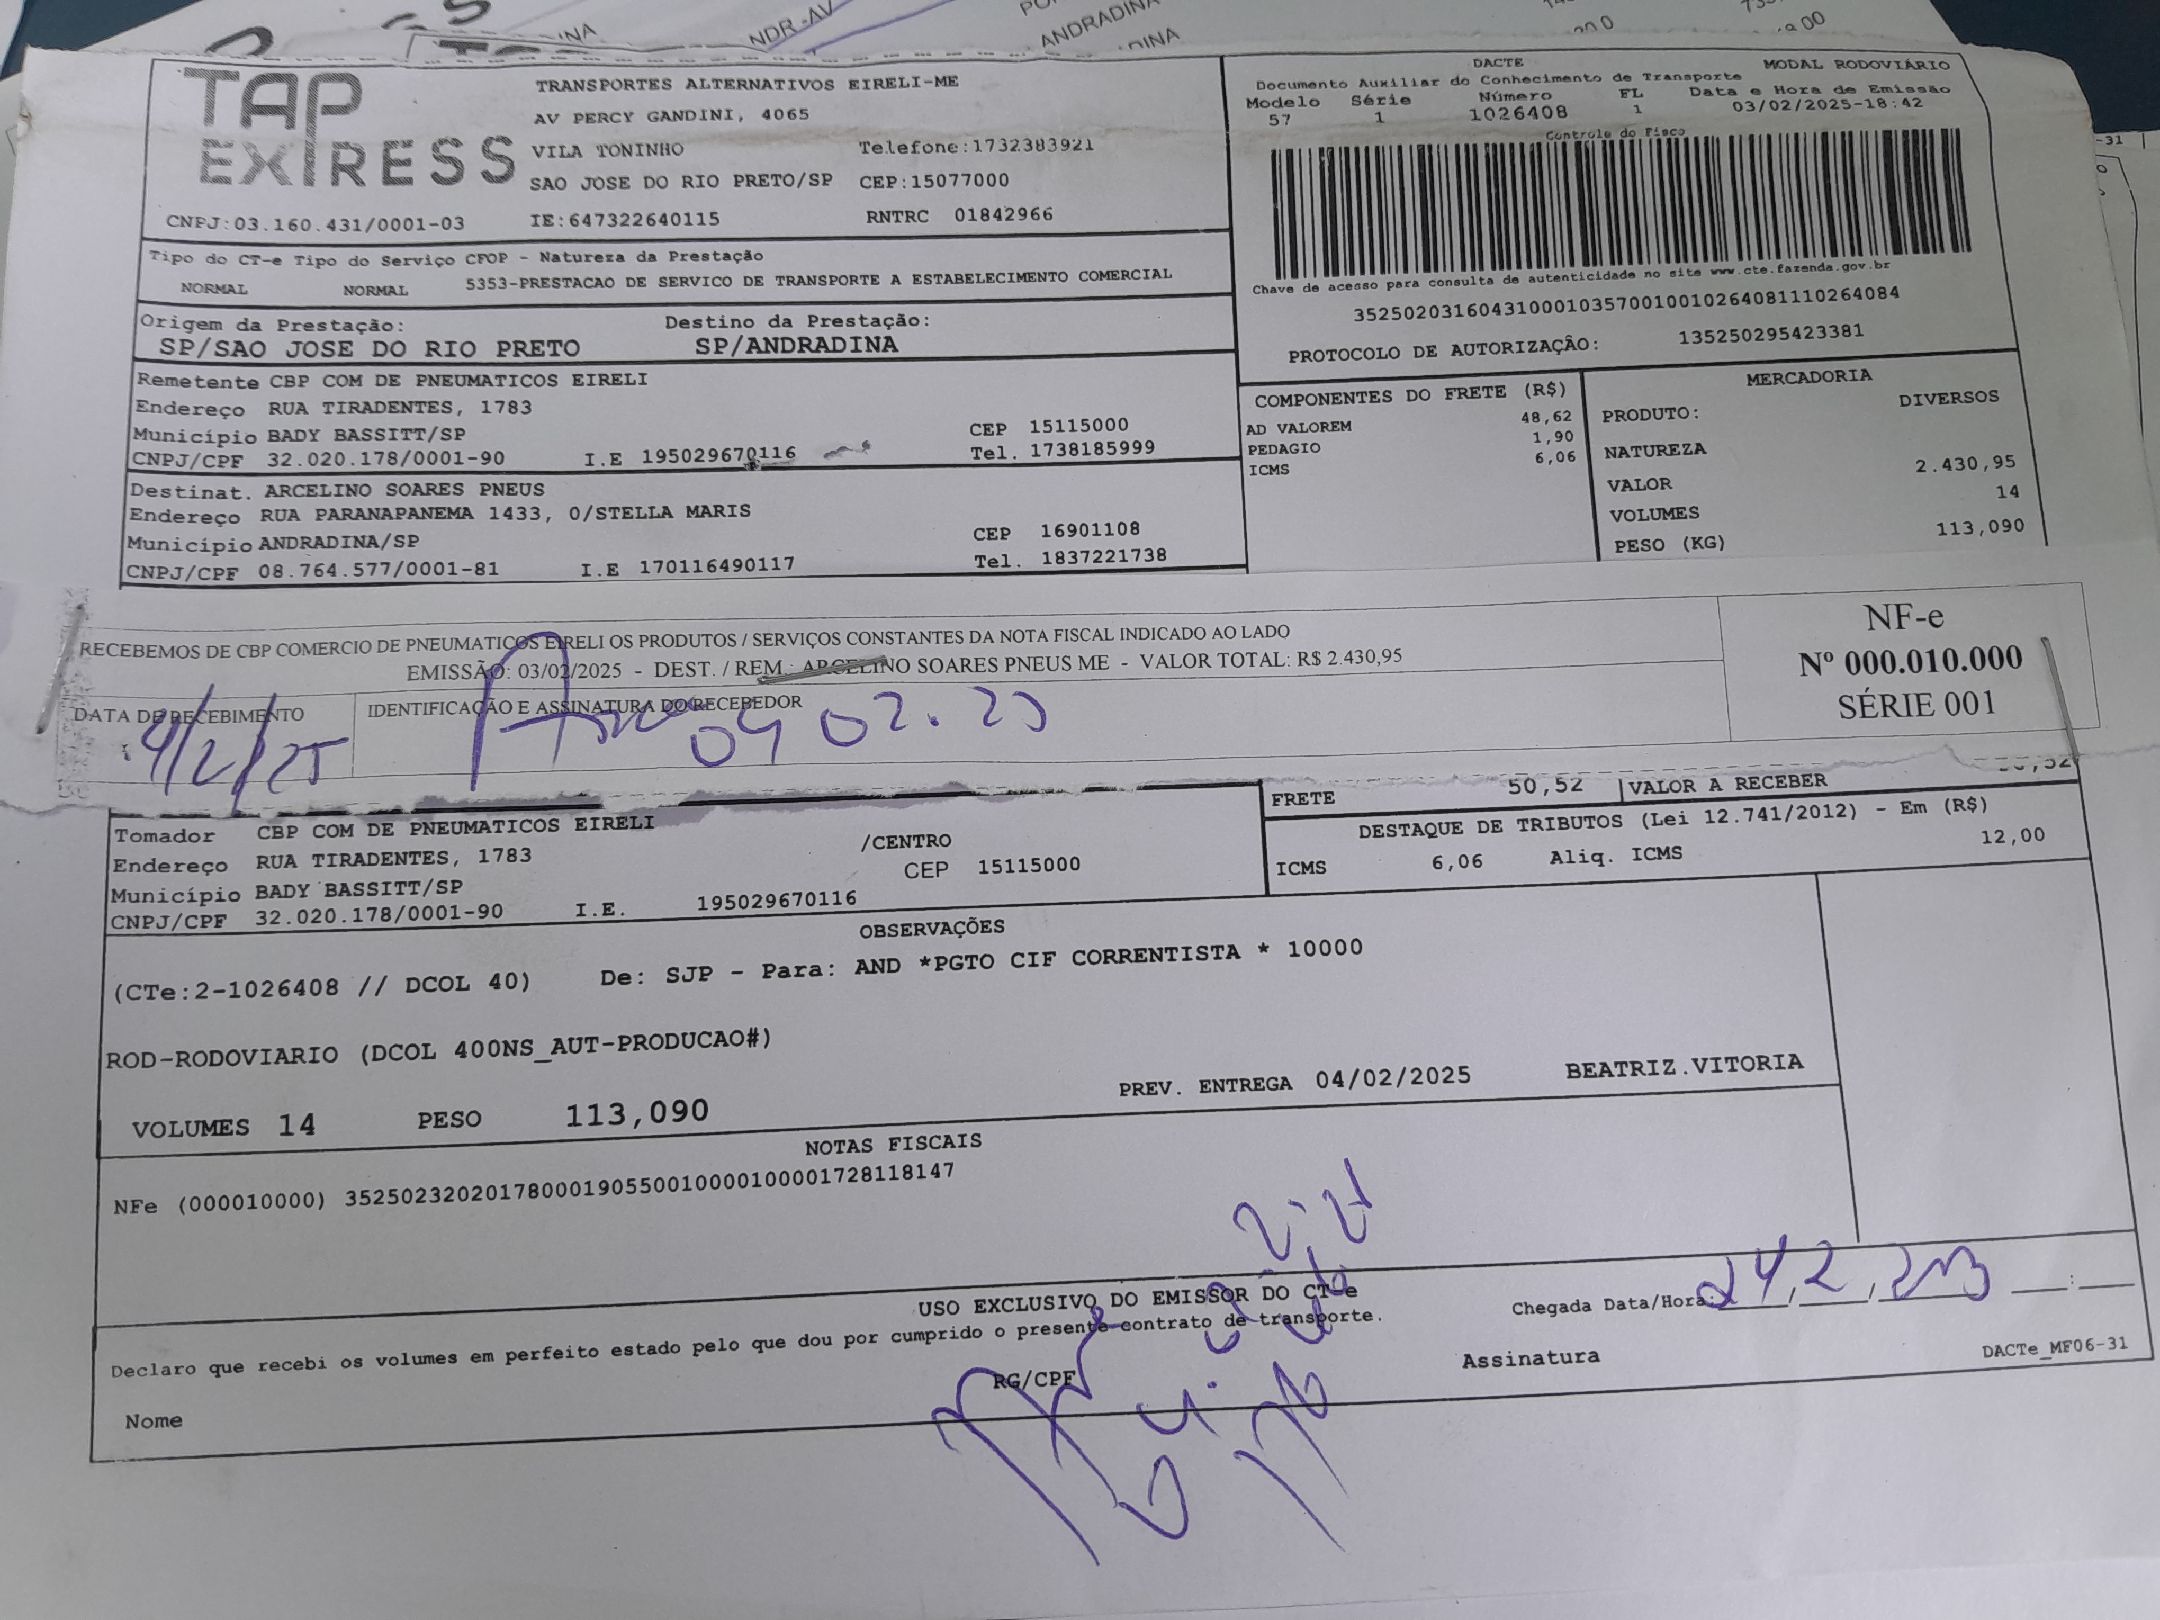 NDR -AV
ANDRADINA
TAP
EXPRESS
TRANSPORTES ALTERNATIVOS EIRELI-ME
AV PERCY GANDINI, 4065
VILA TONINHO Telefone:1732383921
SAO JOSE DO RIO PRETO/SP CEP:15077000
CNPJ:03.160.431/0001-03 IE:647322640115 RNTRC 01842966
DACTE MODAL RODOVIÁRIO
Documento Auxiliar do Conhecimento de Transporte
Modelo Série Número FL Data e Hora de Emissão
57 1 1026408 1 03/02/2025-18:42
Controle do Fisco
Chave de acesso para consulta de autenticidade no site www.cte.fazenda.gov.br
35250203160431000103570010010264081110264084
PROTOCOLO DE AUTORIZAÇÃO: 135250295423381
Tipo do CT-e Tipo do Serviço CFOP - Natureza da Prestação
NORMAL NORMAL 5353-PRESTACAO DE SERVICO DE TRANSPORTE A ESTABELECIMENTO COMERCIAL
Origem da Prestação: Destino da Prestação:
SP/SAO JOSE DO RIO PRETO SP/ANDRADINA
Remetente CBP COM DE PNEUMATICOS EIRELI
Endereço RUA TIRADENTES, 1783
Município BADY BASSITT/SP CEP 15115000
CNPJ/CPF 32.020.178/0001-90 I.E 195029670116 Tel. 1738185999
Destinat. ARCELINO SOARES PNEUS
Endereço RUA PARANAPANEMA 1433, 0/STELLA MARIS
Município ANDRADINA/SP CEP 16901108
CNPJ/CPF 08.764.577/0001-81 I.E 170116490117 Tel. 1837221738
COMPONENTES DO FRETE (R$)
AD VALOREM 48,62
PEDAGIO 1,90
ICMS 6,06
MERCADORIA
PRODUTO: DIVERSOS
NATUREZA
VALOR 2.430,95
VOLUMES 14
PESO (KG) 113,090
RECEBEMOS DE CBP COMERCIO DE PNEUMATICOS EIRELI OS PRODUTOS / SERVIÇOS CONSTANTES DA NOTA FISCAL INDICADO AO LADO
EMISSÃO: 03/02/2025 - DEST. / REM.: ARCELINO SOARES PNEUS ME - VALOR TOTAL: R$ 2.430,95
DATA DE RECEBIMENTO IDENTIFICAÇÃO E ASSINATURA DO RECEBEDOR
4/2/25
NF-e
Nº 000.010.000
SÉRIE 001
FRETE 50,52 VALOR A RECEBER
DESTAQUE DE TRIBUTOS (Lei 12.741/2012) - Em (R$)
ICMS 6,06 Aliq. ICMS 12,00
Tomador CBP COM DE PNEUMATICOS EIRELI
Endereço RUA TIRADENTES, 1783 /CENTRO
Município BADY BASSITT/SP CEP 15115000
CNPJ/CPF 32.020.178/0001-90 I.E. 195029670116
OBSERVAÇÕES
(CTe:2-1026408 // DCOL 40) De: SJP - Para: AND *PGTO CIF CORRENTISTA * 10000
ROD-RODOVIARIO (DCOL 400NS_AUT-PRODUCAO#)
PREV. ENTREGA 04/02/2025 BEATRIZ.VITORIA
VOLUMES 14 PESO 113,090
NOTAS FISCAIS
NFe (000010000) 35250232020178000190550010000100001728118147
USO EXCLUSIVO DO EMISSOR DO CT-e
Declaro que recebi os volumes em perfeito estado pelo que dou por cumprido o presente contrato de transporte.
Chegada Data/Hora:
Nome RG/CPF Assinatura
DACTe_MF06-31